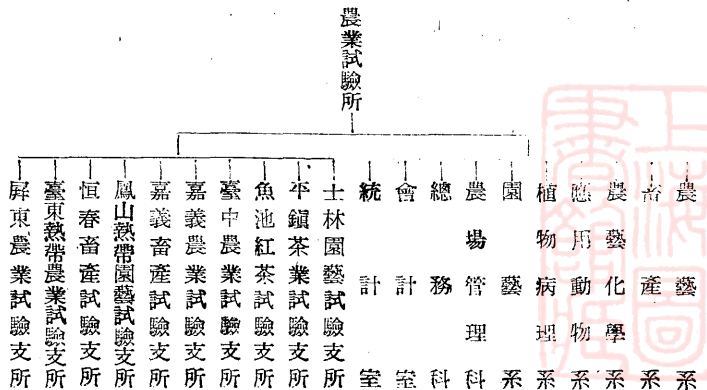 農業試驗所
農藝系
畜產系
農藝化學系
應用動物系
植物病理系
園藝系
農場管理科
總務科
會計室
統計室
士林園藝試驗支所
平鎮茶業試驗支所
魚池紅茶試驗支所
臺中農業試驗支所
嘉義農業試驗支所
嘉義畜產試驗支所
鳳山熱帶園藝試驗支所
恒春畜產試驗支所
臺東熱帶農業試驗支所
屏東農業試驗支所